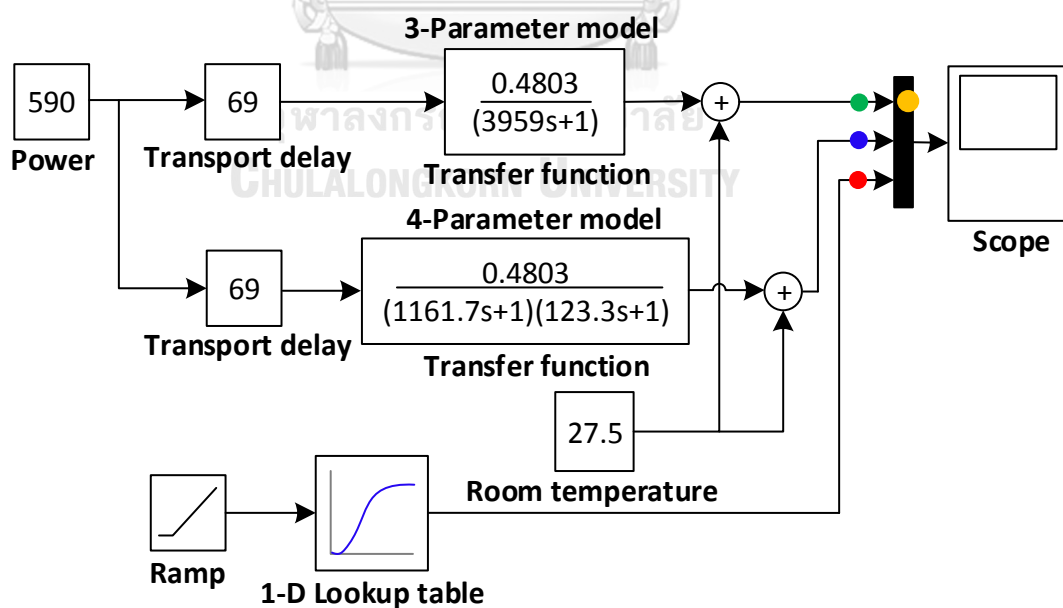 3-Parameter model
590
69
0.4803
(3959s+1)
+
Power
Transport delay
Transfer function
CHULALONGKORN UNIVERSITY
4-Parameter model
Scope
69
0.4803
(1161.7s+1)(123.3s+1)
+
Transport delay
Transfer function
27.5
Room temperature
Ramp
1-D Lookup table